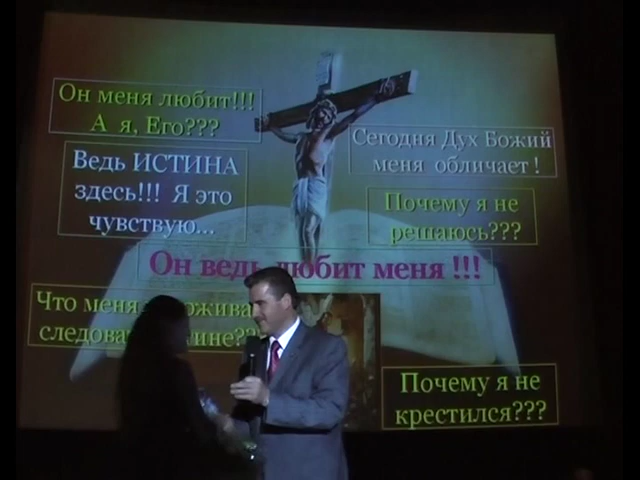 Он меня любит!!!
А я, Его???
Ведь ИСТИНА
здесь!!! Я это
чувствую...
Сегодня Дух Божий
меня обличает !
Почему я не
решаюсь???
Он ведь любит меня !!!
Что меня
Почему я не
крестился???